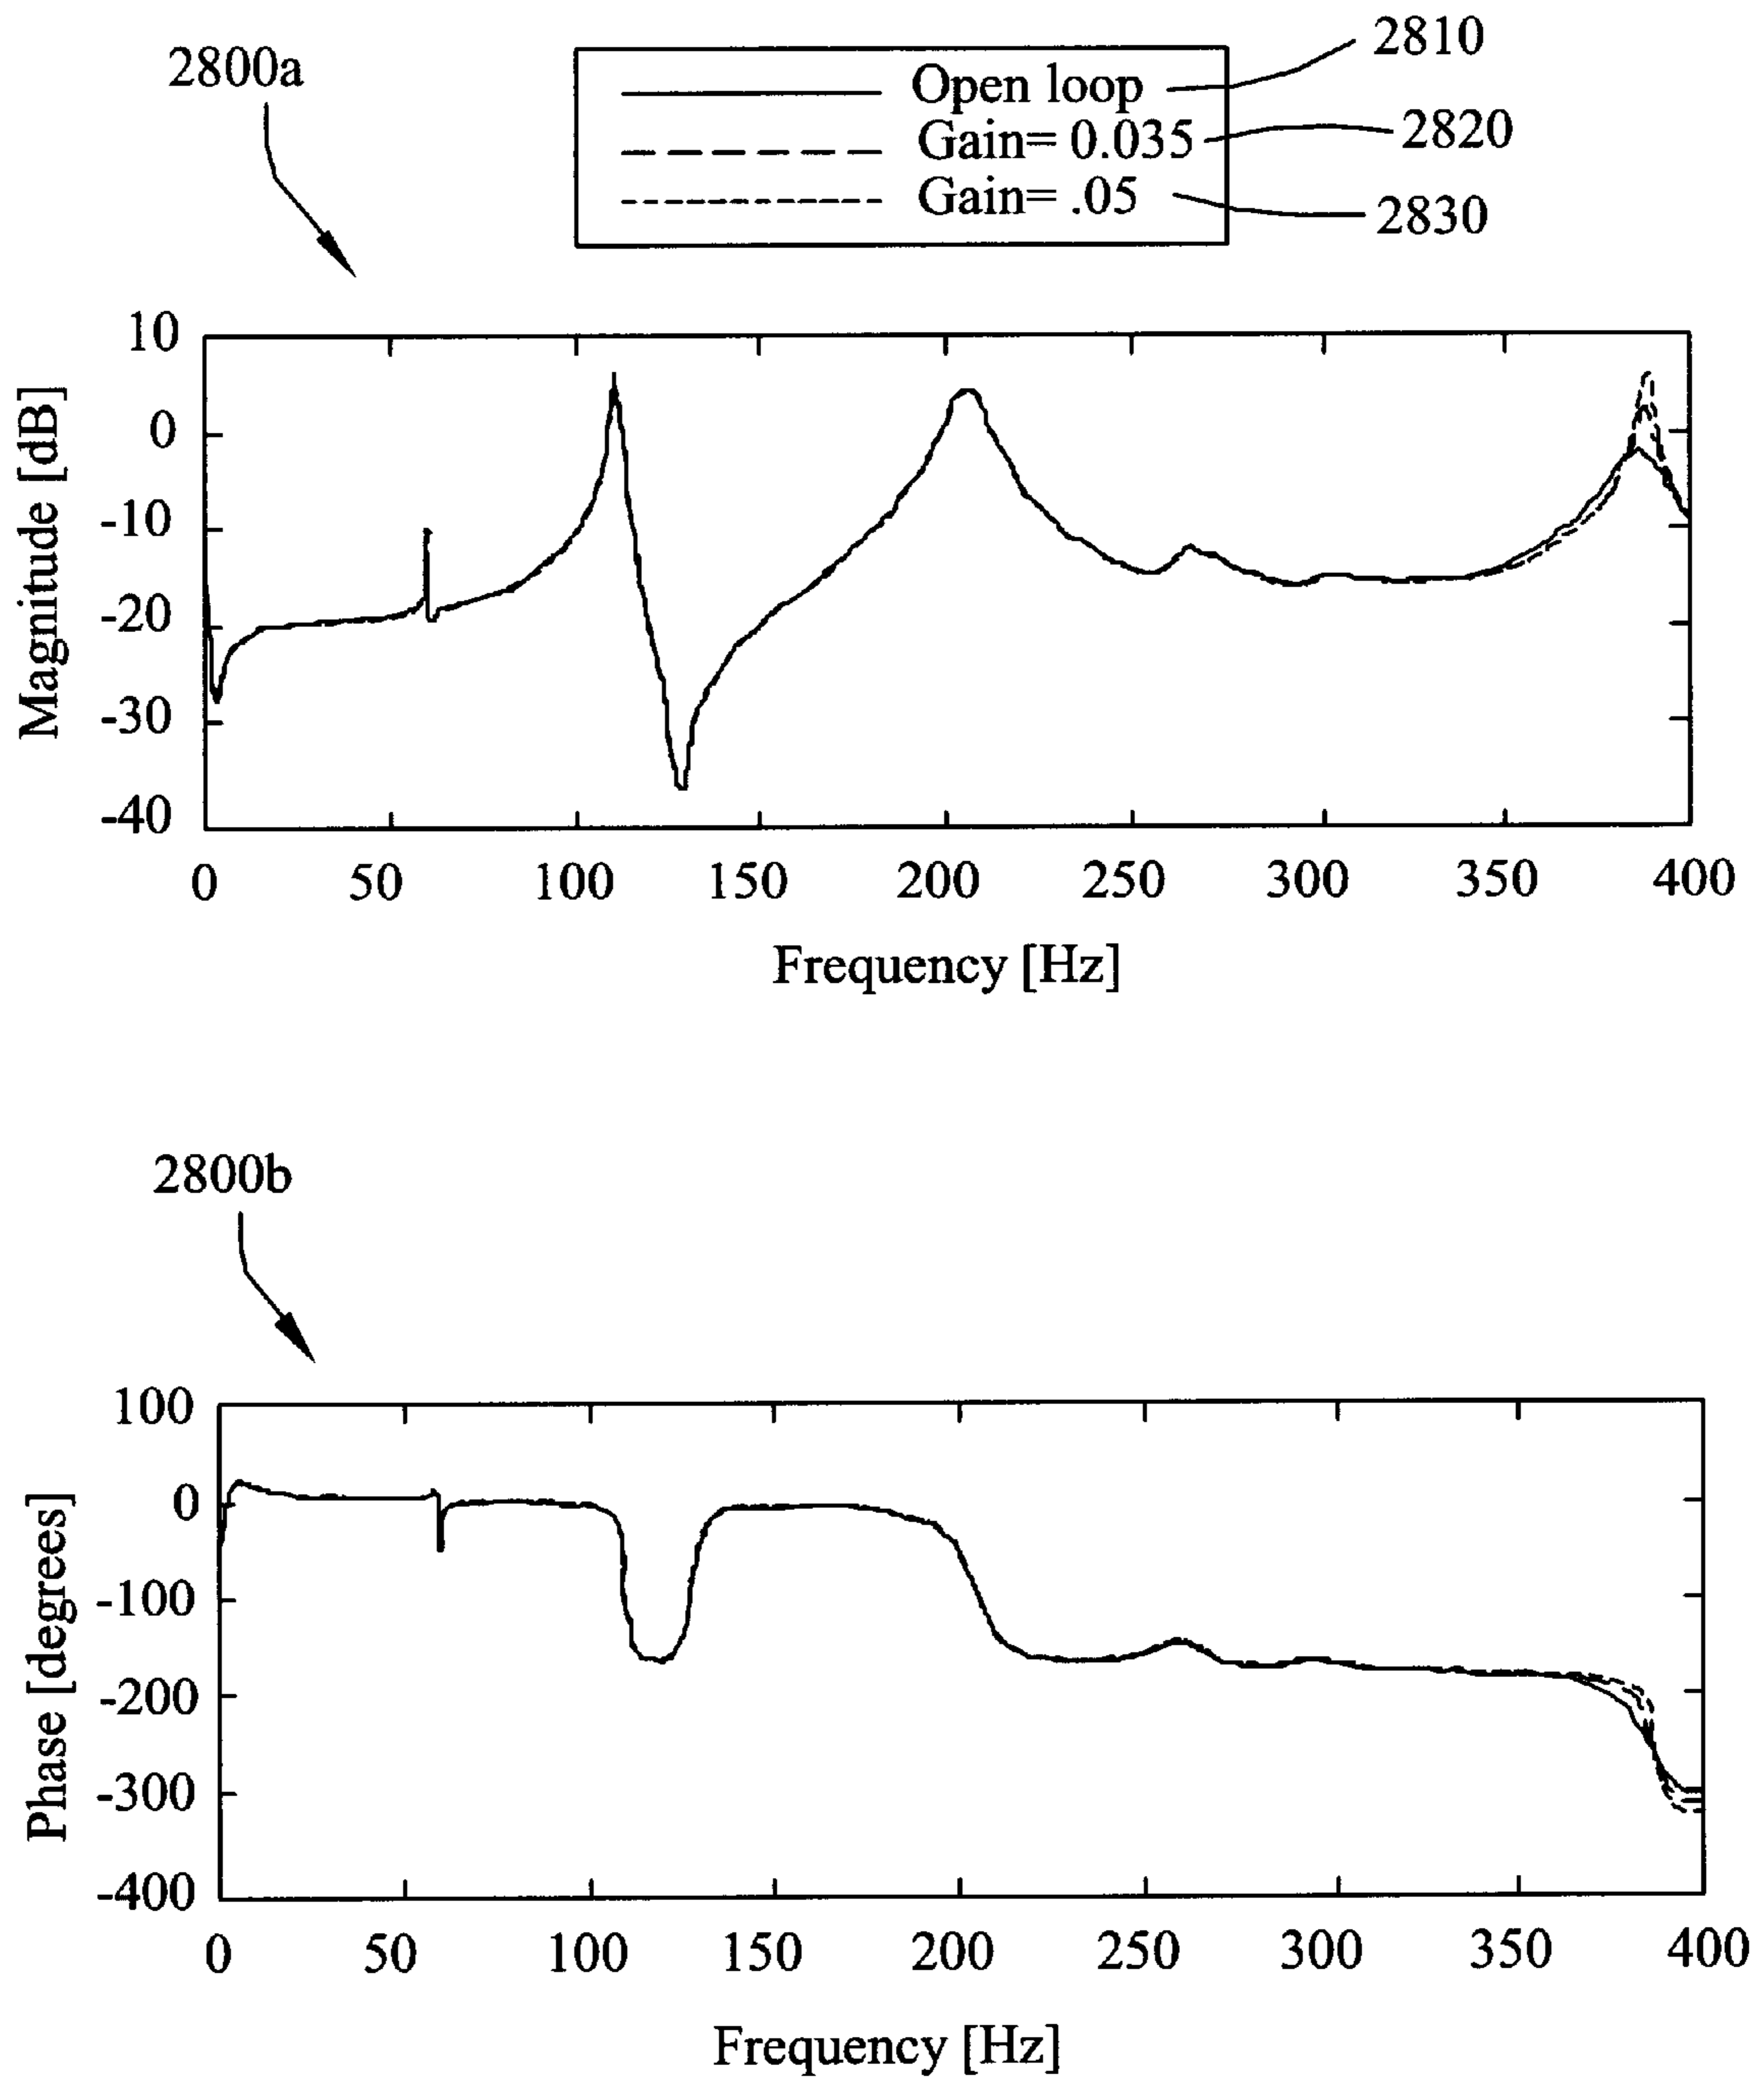 2800a
Open loop
2810
Gain= 0.035
2820
Gain= .05
2830
10
0
-10
-20
-30
-40
Magnitude [dB]
0 50 100 150 200 250 300 350 400
Frequency [Hz]
2800b
100
0
-100
-200
-300
-400
Phase [degrees]
0 50 100 150 200 250 300 350 400
Frequency [Hz]